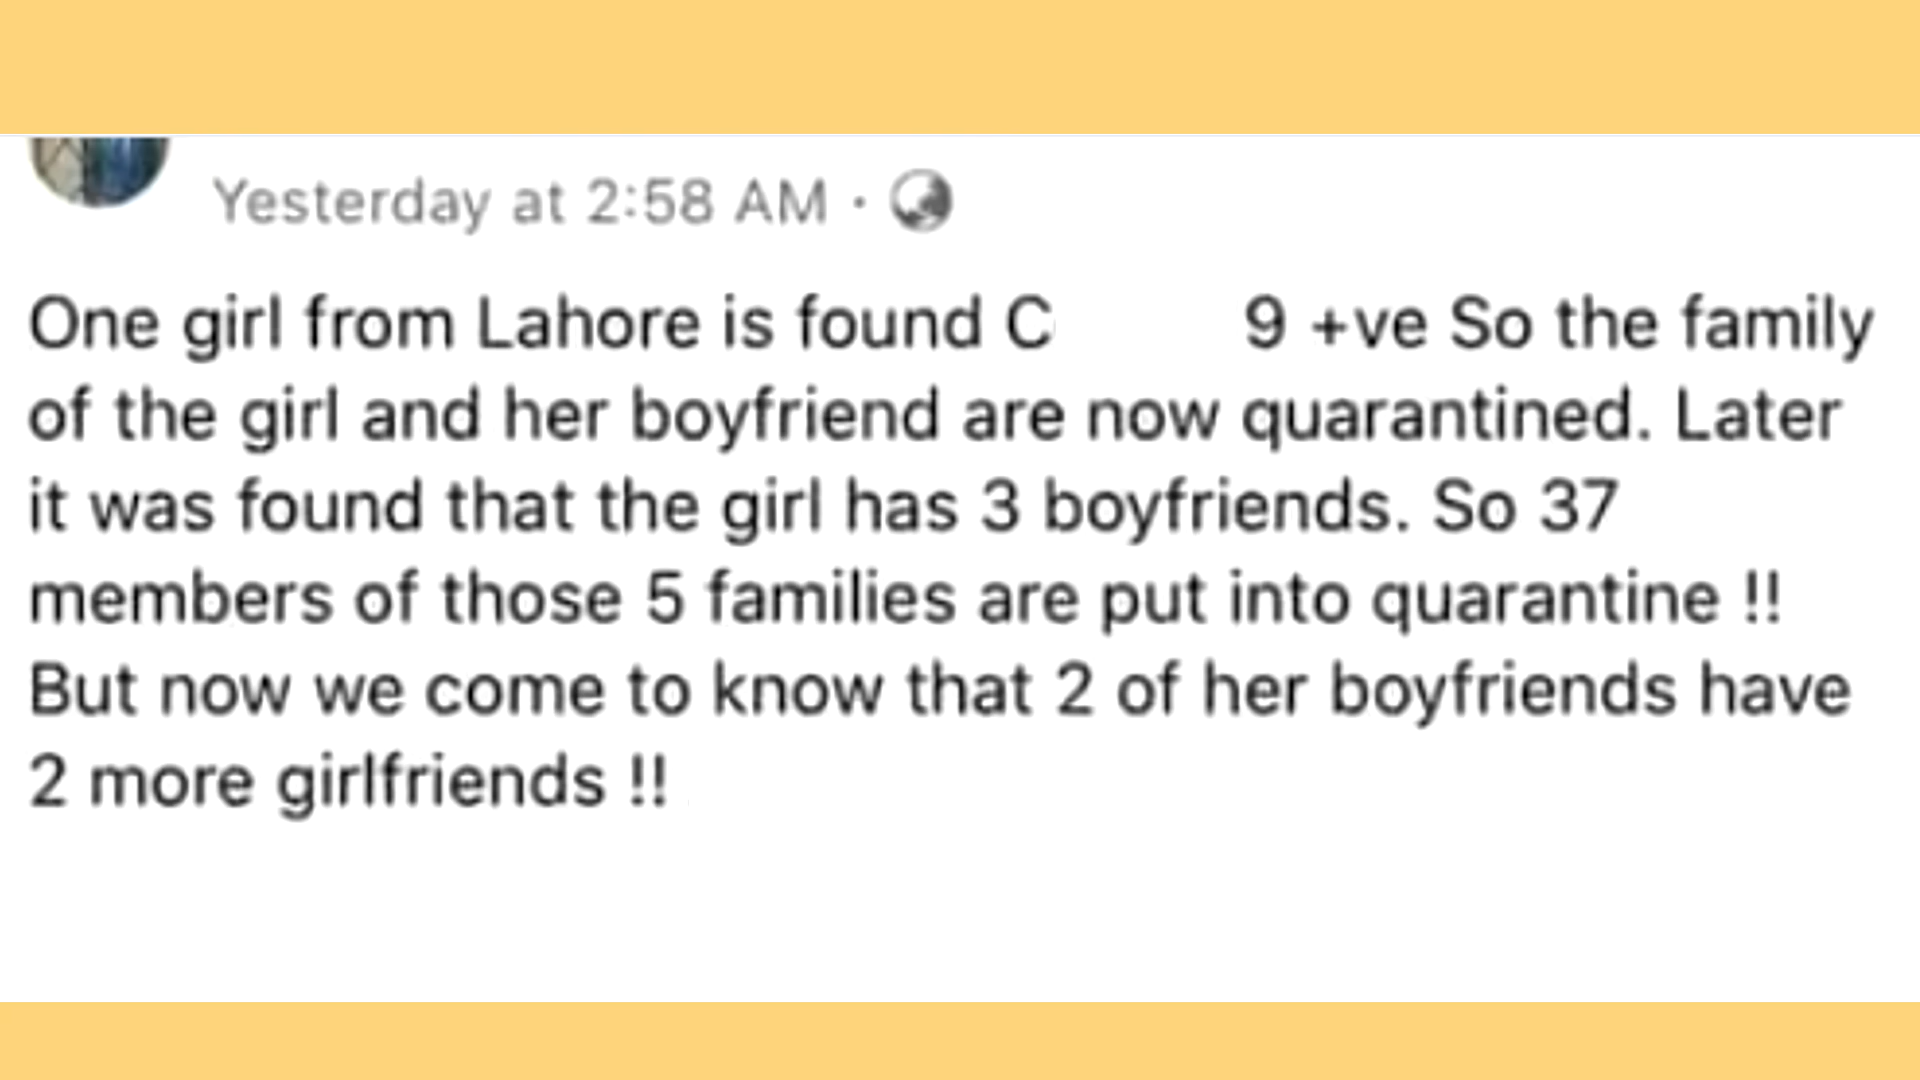 Yesterday at 2:58 AM ·
One girl from Lahore is found C 9 +ve So the family
of the girl and her boyfriend are now quarantined. Later
it was found that the girl has 3 boyfriends. So 37
members of those 5 families are put into quarantine !!
But now we come to know that 2 of her boyfriends have
2 more girlfriends !!